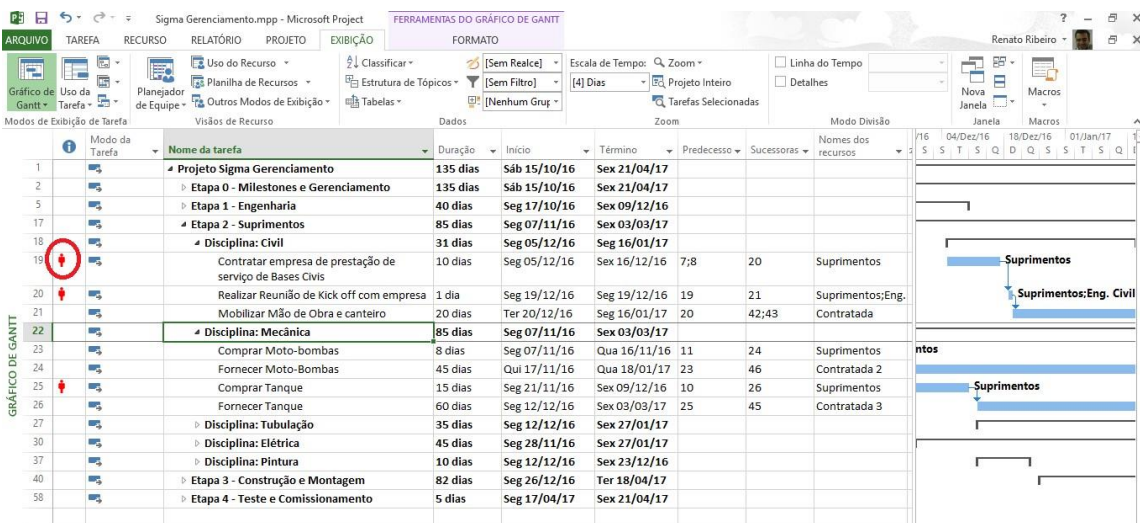 Sigma Gerenciamento.mpp - Microsoft Project FERRAMENTAS DO GRÁFICO DE GANTT
ARQUIVO TAREFA RECURSO RELATÓRIO PROJETO EXIBIÇÃO FORMATO Renato Ribeiro
Gráfico de Gantt
Uso da Tarefa
Planejador de Equipe
Uso do Recurso
Planilha de Recursos
Outros Modos de Exibição
Classificar
Estrutura de Tópicos
Tabelas
[Sem Realce]
[Sem Filtro]
[Nenhum Grup
Escala de Tempo:
[4] Dias
Zoom
Projeto Inteiro
Tarefas Selecionadas
Linha do Tempo
Detalhes
Nova Janela
Macros
Modos de Exibição de Tarefa Visões de Recurso Dados Zoom Modo Divisão Janela Macros
Modo da Tarefa Nome da tarefa Duração Início Término Predecesso Sucessoras Nomes dos recursos
/16 04/Dez/16 18/Dez/16 01/Jan/17 1
S S T S Q D Q S S T S Q
1 Projeto Sigma Gerenciamento 135 dias Sáb 15/10/16 Sex 21/04/17
2 Etapa 0 - Milestones e Gerenciamento 135 dias Sáb 15/10/16 Sex 21/04/17
5 Etapa 1 - Engenharia 40 dias Seg 17/10/16 Sex 09/12/16
17 Etapa 2 - Suprimentos 85 dias Seg 07/11/16 Sex 03/03/17
18 Disciplina: Civil 31 dias Seg 05/12/16 Seg 16/01/17
19 Contratar empresa de prestação de serviço de Bases Civis 10 dias Seg 05/12/16 Sex 16/12/16 7;8 20 Suprimentos Suprimentos
20 Realizar Reunião de Kick off com empresa 1 dia Seg 19/12/16 Seg 19/12/16 19 21 Suprimentos;Eng. Suprimentos;Eng. Civil
21 Mobilizar Mão de Obra e canteiro 20 dias Ter 20/12/16 Seg 16/01/17 20 42;43 Contratada
22 Disciplina: Mecânica 85 dias Seg 07/11/16 Sex 03/03/17
23 Comprar Moto-bombas 8 dias Seg 07/11/16 Qua 16/11/16 11 24 Suprimentos ntos
24 Fornecer Moto-Bombas 45 dias Qui 17/11/16 Qua 18/01/17 23 46 Contratada 2
25 Comprar Tanque 15 dias Seg 21/11/16 Sex 09/12/16 10 26 Suprimentos Suprimentos
26 Fornecer Tanque 60 dias Seg 12/12/16 Sex 03/03/17 25 45 Contratada 3
27 Disciplina: Tubulação 35 dias Seg 12/12/16 Sex 27/01/17
30 Disciplina: Elétrica 45 dias Seg 28/11/16 Sex 27/01/17
37 Disciplina: Pintura 10 dias Seg 12/12/16 Sex 23/12/16
40 Etapa 3 - Construção e Montagem 82 dias Seg 26/12/16 Ter 18/04/17
58 Etapa 4 - Teste e Comissionamento 5 dias Seg 17/04/17 Sex 21/04/17
GRÁFICO DE GANTT